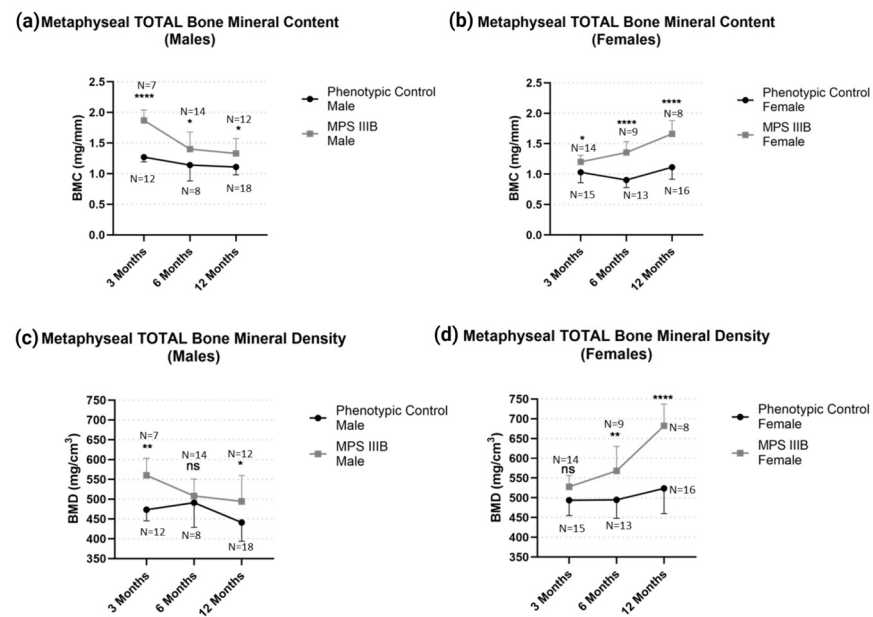 (a) Metaphyseal TOTAL Bone Mineral Content
(Males)
2.5
2.0
1.5
1.0
0.5
0.0
BMC (mg/mm)
N=7
****
N=14
*
N=12
*
N=12
N=8
N=18
3 Months
6 Months
12 Months
Phenotypic Control
Male
MPS IIIB
Male
(b) Metaphyseal TOTAL Bone Mineral Content
(Females)
2.5
2.0
1.5
1.0
0.5
0.0
BMC (mg/mm)
*
N=14
****
N=9
****
N=8
N=15
N=13
N=16
3 Months
6 Months
12 Months
Phenotypic Control
Female
MPS IIIB
Female
(c) Metaphyseal TOTAL Bone Mineral Density
(Males)
750
700
650
600
550
500
450
400
350
BMD (mg/cm³)
N=7
**
N=14
ns
N=12
*
N=12
N=8
N=18
3 Months
6 Months
12 Months
Phenotypic Control
Male
MPS IIIB
Male
(d) Metaphyseal TOTAL Bone Mineral Density
(Females)
750
700
650
600
550
500
450
400
350
BMD (mg/cm³)
N=14
ns
N=9
**
****
N=8
N=15
N=13
N=16
3 Months
6 Months
12 Months
Phenotypic Control
Female
MPS IIIB
Female